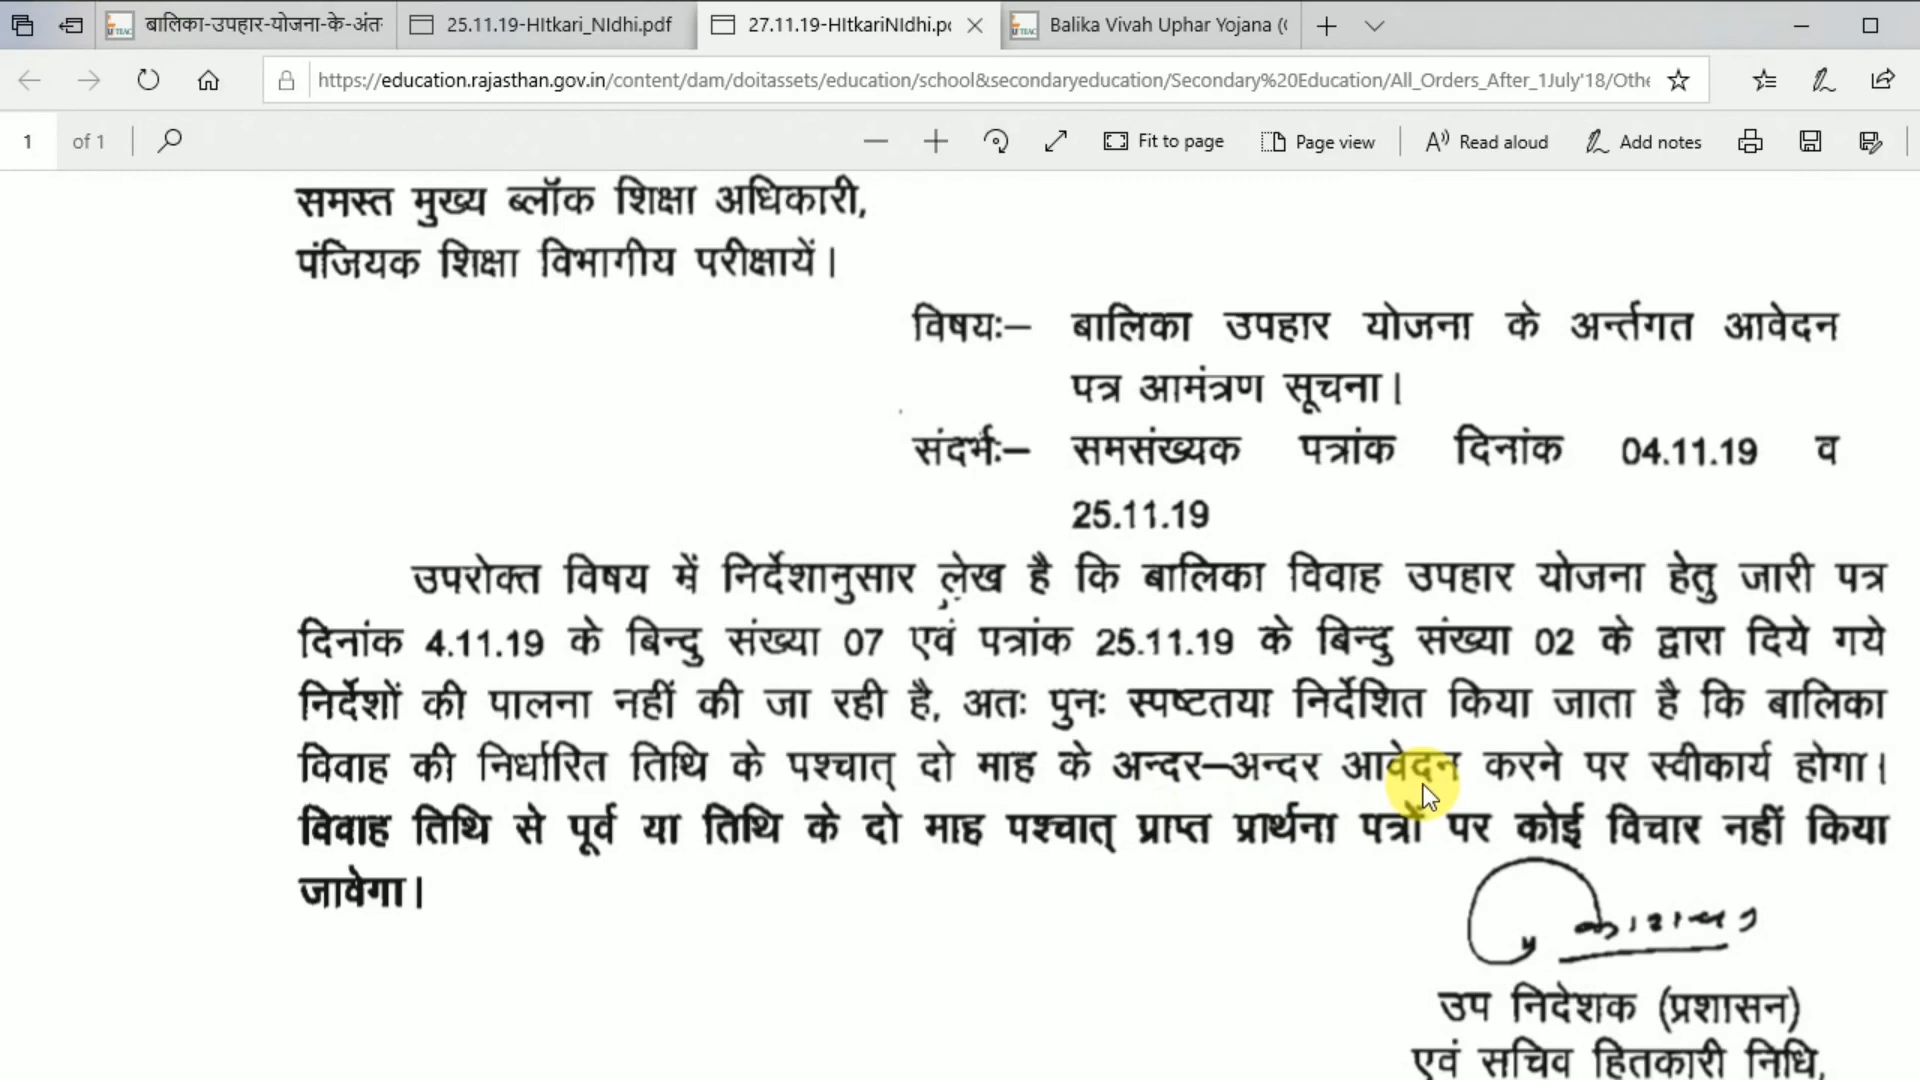 बालिका-उपहार-योजना-के-अंत
25.11.19-HItkari_NIdhi.pdf
27.11.19-HItkariNIdhi.p
Balika Vivah Uphar Yojana (
https://education.rajasthan.gov.in/content/dam/doitassets/education/school&secondaryeducation/Secondary%20Education/All_Orders_After_1July'18/Othe
1 of 1 Fit to page Page view Read aloud Add notes
समस्त मुख्य ब्लॉक शिक्षा अधिकारी,
पंजियक शिक्षा विभागीय परीक्षायें।
विषयः– बालिका उपहार योजना के अर्न्तगत आवेदन
पत्र आमंत्रण सूचना।
संदर्भः– समसंख्यक पत्रांक दिनांक 04.11.19 व
25.11.19
उपरोक्त विषय में निर्देशानुसार लेख है कि बालिका विवाह उपहार योजना हेतु जारी पत्र
दिनांक 4.11.19 के बिन्दु संख्या 07 एवं पत्रांक 25.11.19 के बिन्दु संख्या 02 के द्वारा दिये गये
निर्देशों की पालना नहीं की जा रही है, अतः पुनः स्पष्टतया निर्देशित किया जाता है कि बालिका
विवाह की निर्धारित तिथि के पश्चात् दो माह के अन्दर–अन्दर आवेदन करने पर स्वीकार्य होगा।
विवाह तिथि से पूर्व या तिथि के दो माह पश्चात् प्राप्त प्रार्थना पत्रों पर कोई विचार नहीं किया
जावेगा।
उप निदेशक (प्रशासन)
एवं सचिव हितकारी निधि,